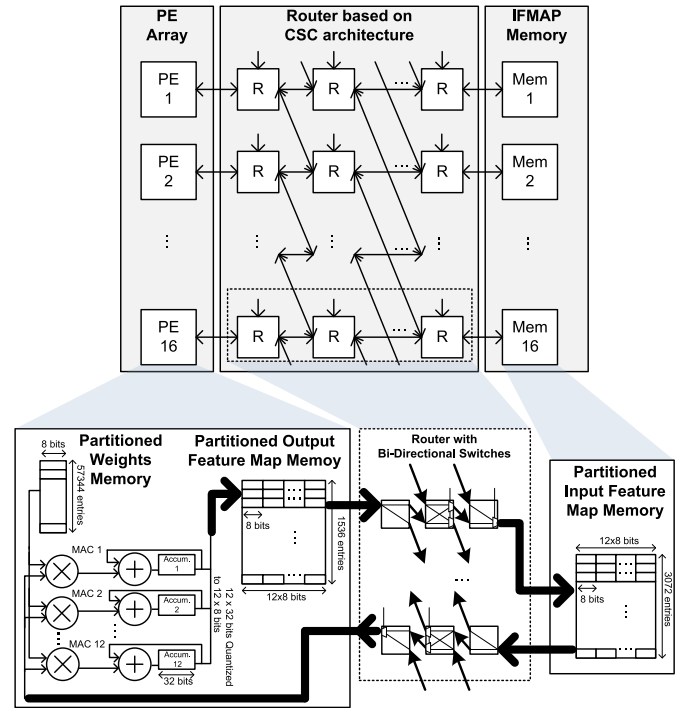 PE
Array
Router based on
CSC architecture
IFMAP
Memory
PE
1
R
R
...
R
Mem
1
PE
2
R
R
...
R
Mem
2
...
...
...
...
...
PE
16
R
R
...
R
Mem
16
8 bits
57344 entries
Partitioned
Weights
Memory
Partitioned Output
Feature Map Memoy
...
...
8 bits
...
...
12x8 bits
1536 entries
MAC 1
Accum.
1
MAC 2
Accum.
2
...
MAC 12
Accum.
12
32 bits
12 x 32 bits Quantized
to 12 x 8 bits
Router with
Bi-Directional Switches
...
...
Partitioned
Input Feature
Map Memory
12x8 bits
...
...
8 bits
...
...
3072 entries